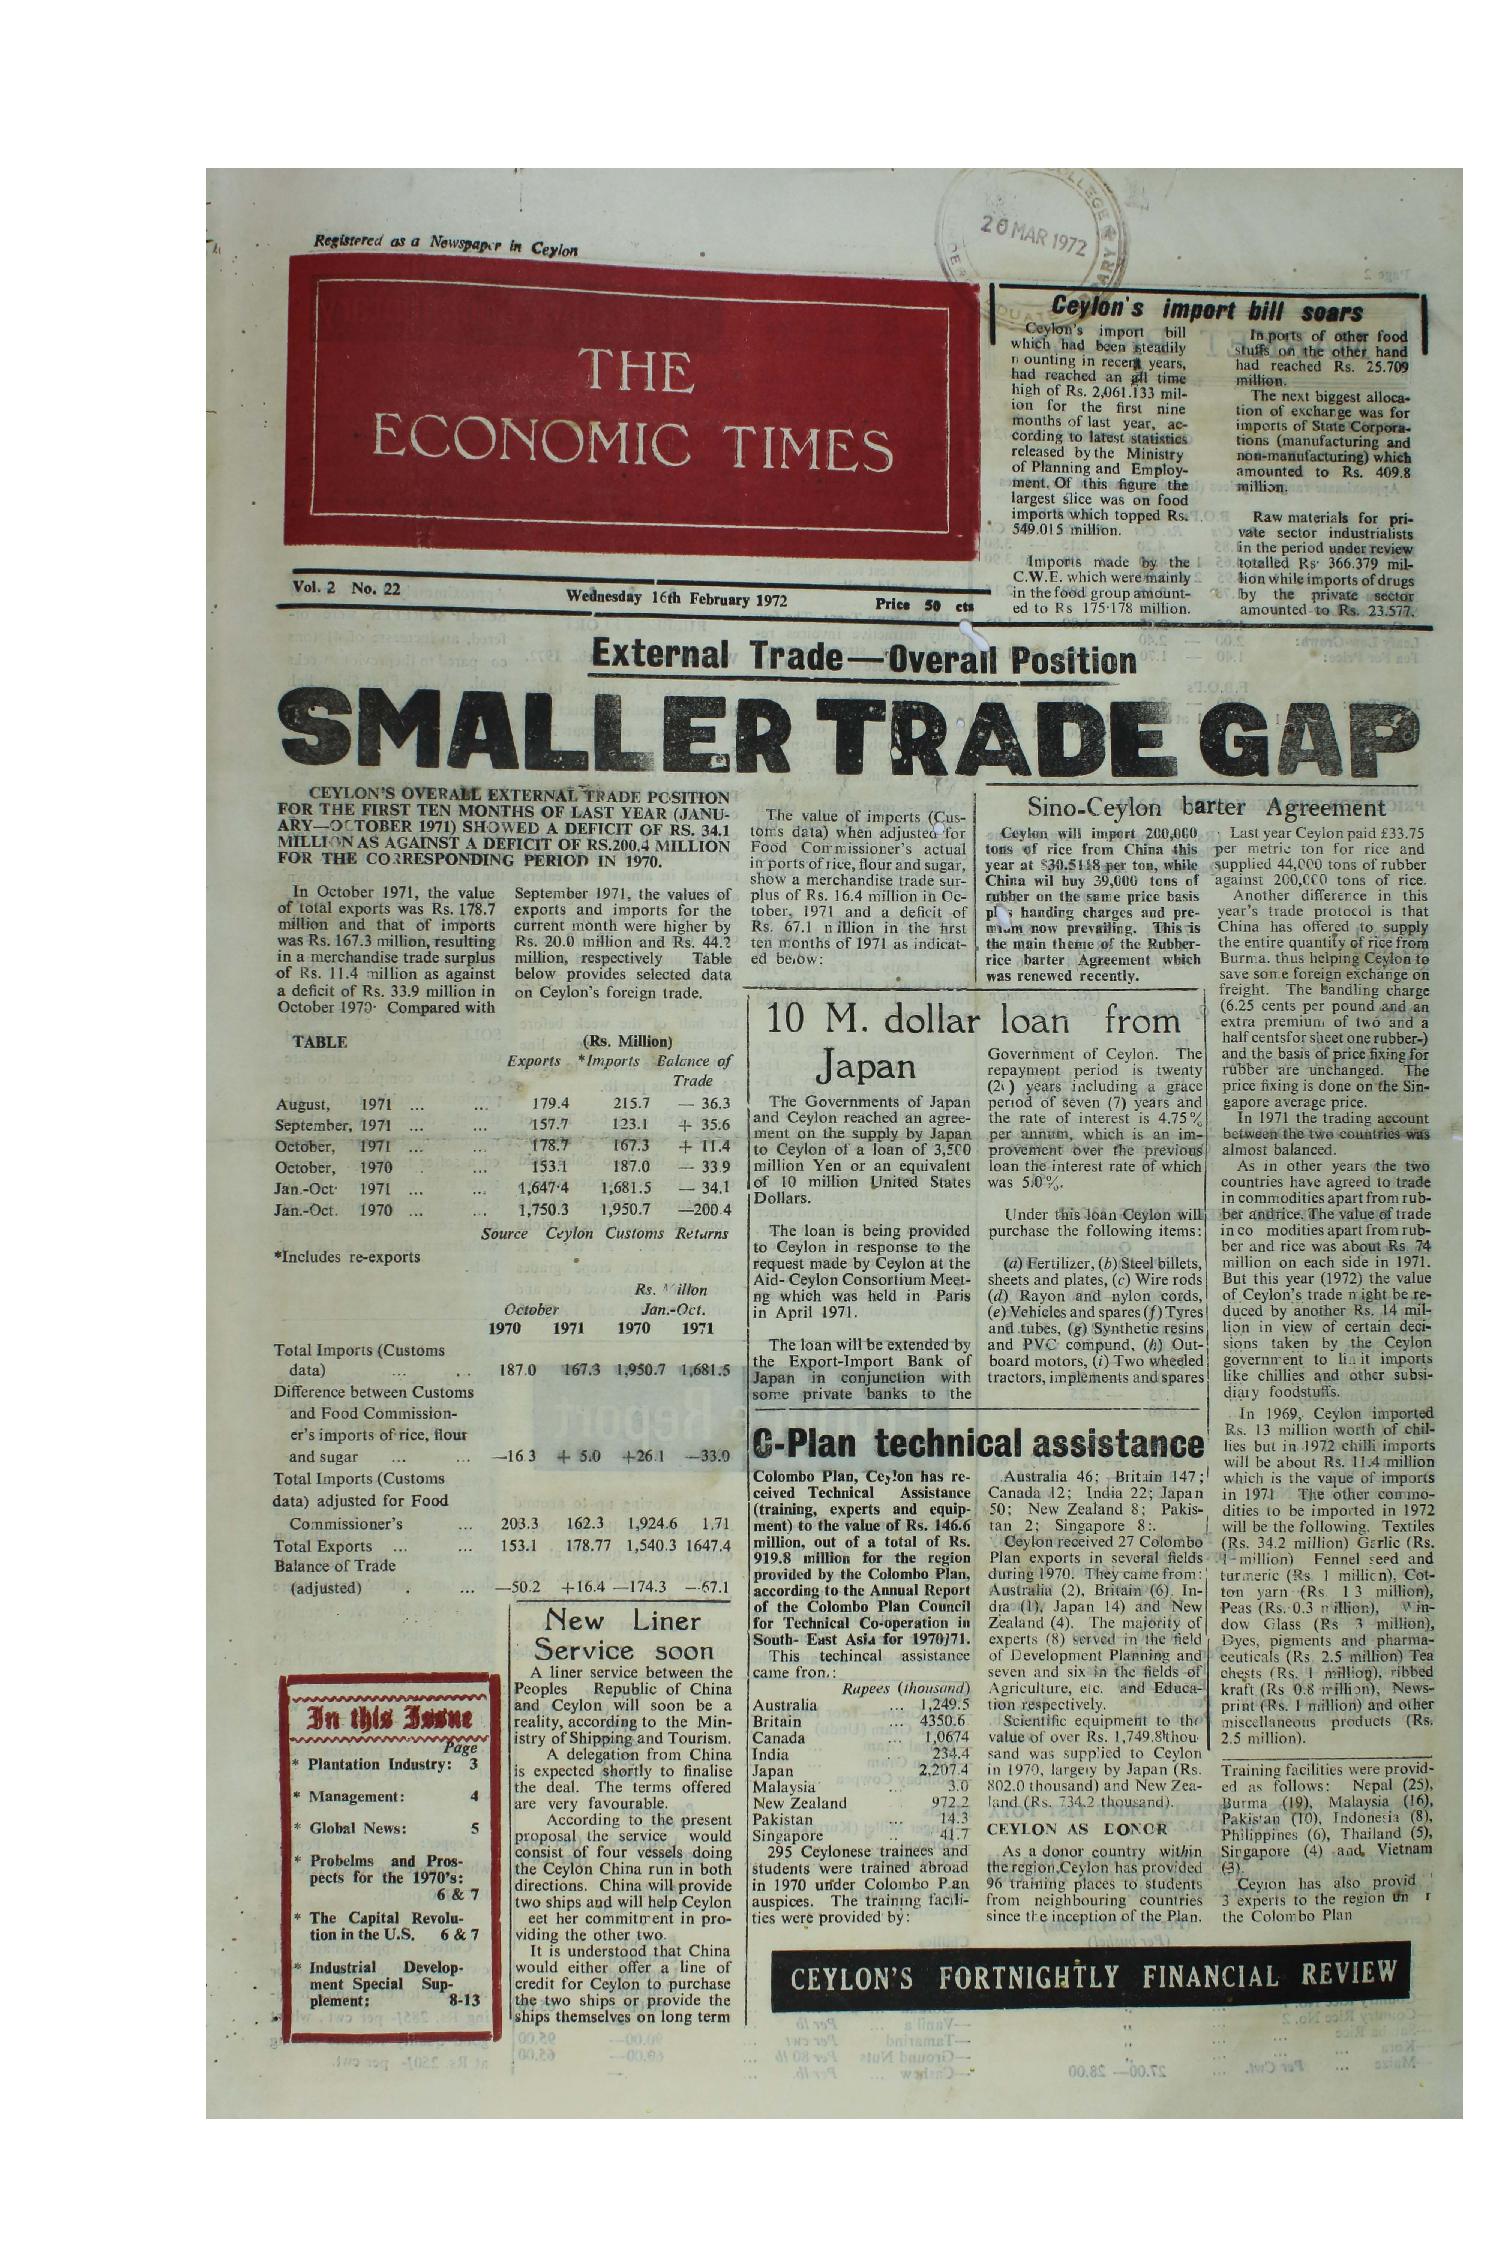 20 MAR 1972
Registered as a Newspaper in Ceylon
THE
ECONOMIC TIMES
Vol. 2 No. 22
Wednesday 16th February 1972
Price 50 cts
Ceylon's import bill soars
Ceylon's import bill
which had been steadily
n ounting in recent years,
had reached an all time
high of Rs. 2,061.133 mil-
ion for the first nine
months of last year, ac-
cording to latest statistics
released by the Ministry
of Planning and Employ-
ment. Of this figure the
largest slice was on food
imports which topped Rs.
549.015 million.
Imports made by the
C.W.E. which were mainly
in the food group amount-
ed to Rs 175·178 million.
In ports of other food
stuffs on the other hand
had reached Rs. 25.709
million.
The next biggest alloca-
tion of exchange was for
imports of State Corpora-
tions (manufacturing and
non-manufacturing) which
amounted to Rs. 409.8
million.
Raw materials for pri-
vate sector industrialists
in the period under review
totalled Rs· 366.379 mil-
lion while imports of drugs
by the private sector
amounted to Rs. 23.577.
External Trade—Overall Position
SMALLER TRADE GAP
CEYLON'S OVERALL EXTERNAL TRADE POSITION
FOR THE FIRST TEN MONTHS OF LAST YEAR (JANU-
ARY—OCTOBER 1971) SHOWED A DEFICIT OF RS. 34.1
MILLION AS AGAINST A DEFICIT OF RS.200.4 MILLION
FOR THE CORRESPONDING PERIOD IN 1970.
In October 1971, the value
of total exports was Rs. 178.7
million and that of imports
was Rs. 167.3 million, resulting
in a merchandise trade surplus
of Rs. 11.4 million as against
a deficit of Rs. 33.9 million in
October 1970· Compared with
September 1971, the values of
exports and imports for the
current month were higher by
Rs. 20.0 million and Rs. 44.2
million, respectively Table
below provides selected data
on Ceylon's foreign trade.
TABLE (Rs. Million)
Exports *Imports Balance of
Trade
August, 1971 ... ... 179.4 215.7 — 36.3
September, 1971 ... ... 157.7 123.1 + 35.6
October, 1971 ... ... 178.7 167.3 + 11.4
October, 1970 .. ... 153.1 187.0 — 33.9
Jan.-Oct· 1971 ... ... 1,647·4 1,681.5 — 34.1
Jan.-Oct. 1970 ... ... 1,750.3 1,950.7 —200.4
Source Ceylon Customs Returns
*Includes re-exports
Rs. illon
October Jan.-Oct.
1970 1971 1970 1971
Total Imports (Customs
data) ... .. 187.0 167.3 1,950.7 1,681.5
Difference between Customs
and Food Commission-
er's imports of rice, flour
and sugar ... ... —16 3 + 5.0 +26.1 —33.0
Total Imports (Customs
data) adjusted for Food
Commissioner's ... 203.3 162.3 1,924.6 1.71
Total Exports ... ... 153.1 178.77 1,540.3 1647.4
Balance of Trade
(adjusted) . ... —50.2 +16.4 —174.3 —67.1
The value of imports (Cus-
toms data) when adjusted for
Food Commissioner's actual
in ports of rice, flour and sugar,
show a merchandise trade sur-
plus of Rs. 16.4 million in Oc-
tober, 1971 and a deficit of
Rs. 67.1 n illion in the first
ten months of 1971 as indicat-
ed below:
Sino-Ceylon barter Agreement
Ceylon will import 200,000
tons of rice from China this
year at $30.5118 per ton, while
China wil buy 39,000 tons of
rubber on the same price basis
handing charges and pre-
mium now prevailing. This is
the main theme of the Rubber-
rice barter Agreement which
was renewed recently.
Last year Ceylon paid £33.75
per metric ton for rice and
supplied 44,000 tons of rubber
against 200,000 tons of rice.
Another difference in this
year's trade protocol is that
China has offered to supply
the entire quantity of rice from
Burma. thus helping Ceylon to
save some foreign exchange on
freight. The handling charge
(6.25 cents per pound and an
extra premium of two and a
half centsfor sheet one rubber-)
and the basis of price fixing for
rubber are unchanged. The
price fixing is done on the Sin-
gapore average price.
In 1971 the trading account
between the two countries was
almost balanced.
As in other years the two
countries have agreed to trade
in commodities apart from rub-
ber andrice. The value of trade
in co modities apart from rub-
ber and rice was about Rs 74
million on each side in 1971.
But this year (1972) the value
of Ceylon's trade n ight be re-
duced by another Rs. 14 mil-
lion in view of certain deci-
sions taken by the Ceylon
government to limit imports
like chillies and other subsi-
diary foodstuffs.
In 1969, Ceylon imported
Rs. 13 million worth of chil-
lies but in 1972 chilli imports
will be about Rs. 11.4 million
which is the value of imports
in 1971 The other commo-
dities to be imported in 1972
will be the following. Textiles
(Rs. 34.2 million) Garlic (Rs.
million) Fennel seed and
turmeric (Rs. 1 million), Cot-
ton yarn (Rs. 1 3 million),
Peas (Rs. 0.3 n illion), Win-
dow Glass (Rs 3 million),
Dyes, pigments and pharma-
ceuticals (Rs 2.5 million) Tea
chests (Rs. 1 million), ribbed
kraft (Rs 0.8 million), News-
print (Rs. 1 million) and other
miscellaneous products (Rs.
2.5 million).
10 M. dollar loan from
Japan
The Governments of Japan
and Ceylon reached an agree-
ment on the supply by Japan
to Ceylon of a loan of 3,500
million Yen or an equivalent
of 10 million United States
Dollars.
The loan is being provided
to Ceylon in response to the
request made by Ceylon at the
Aid- Ceylon Consortium Meet-
ng which was held in Paris
in April 1971.
The loan will be extended by
the Export-Import Bank of
Japan in conjunction with
some private banks to the
Government of Ceylon. The
repayment period is twenty
(20) years including a grace
period of seven (7) years and
the rate of interest is 4.75%
per annum, which is an im-
provement over the previous
loan the interest rate of which
was 5.0%.
Under this loan Ceylon will
purchase the following items:
(a) Fertilizer, (b) Steel billets,
sheets and plates, (c) Wire rods
(d) Rayon and nylon cords,
(e) Vehicles and spares (f) Tyres
and tubes, (g) Synthetic resins
and PVC compund, (h) Out-
board motors, (i) Two wheeled
tractors, implements and spares
C-Plan technical assistance
Colombo Plan, Ceylon has re-
ceived Technical Assistance
(training, experts and equip-
ment) to the value of Rs. 146.6
million, out of a total of Rs.
919.8 million for the region
provided by the Colombo Plan,
according to the Annual Report
of the Colombo Plan Council
for Technical Co-operation in
South- East Asia for 1970/71.
This techincal assistance
came from:
Rupees (thousand)
Australia ... 1,249.5
Britain ... 4350.6
Canada ... 1,0674
India ... 234.4
Japan ... 2,207.4
Malaysia ... 3.0
New Zealand ... 972.2
Pakistan ... 14.3
Singapore .. 41.7
295 Ceylonese trainees and
students were trained abroad
in 1970 under Colombo P an
auspices. The training facili-
ties were provided by:
Australia 46; Britain 147;
Canada 12; India 22; Japan
50; New Zealand 8; Pakis-
tan 2; Singapore 8:.
Ceylon received 27 Colombo
Plan exports in several fields
during 1970. They came from:
Australia (2), Britain (6). In-
dia (1), Japan 14) and New
Zealand (4). The majority of
experts (8) served in the field
of Development Planning and
seven and six in the fields of
Agriculture, etc. and Educa-
tion respectively.
Scientific equipment to the
value of over Rs. 1,749.8thou
sand was supp'ied to Ceylon
in 1970, largely by Japan (Rs.
802.0 thousand) and New Zea-
land (Rs. 734.2 thousand).
CEYLON AS DONOR
As a donor country within
the region,Ceylon has provided
96 training places to students
from neighbouring countries
since the inception of the Plan.
Training facilities were provid-
ed as follows: Nepal (25),
Burma (19), Malaysia (16),
Pakistan (10), Indonesia (8),
Philippines (6), Thailand (5),
Singapore (4) and, Vietnam
(3).
Ceylon has also provid
3 experts to the region un r
the Colombo Plan
New Liner
Service soon
A liner service between the
Peoples Republic of China
and Ceylon will soon be a
reality, according to the Min-
istry of Shipping and Tourism.
A delegation from China
is expected shortly to finalise
the deal. The terms offered
are very favourable.
According to the present
proposal the service would
consist of four vessels doing
the Ceylon China run in both
directions. China will provide
two ships and will help Ceylon
eet her commitment in pro-
viding the other two.
It is understood that China
would either offer a line of
credit for Ceylon to purchase
the two ships or provide the
ships themselves on long term
In this Issue
Page
* Plantation Industry: 3
* Management: 4
* Global News: 5
* Probelms and Pros-
pects for the 1970's:
6 & 7
* The Capital Revolu-
tion in the U.S. 6 & 7
* Industrial Develop-
ment Special Sup-
plement: 8-13
CEYLON'S FORTNIGHTLY FINANCIAL REVIEW